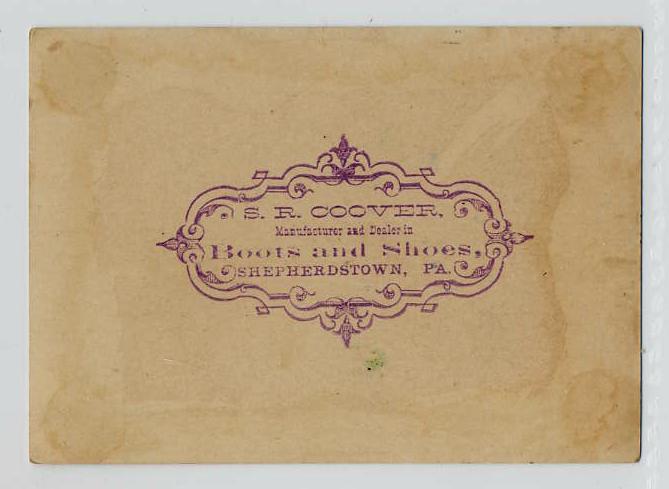 S. R. COOVER,
Manufacturer and Dealer in
Boots and Shoes,
SHEPHERDSTOWN, PA.